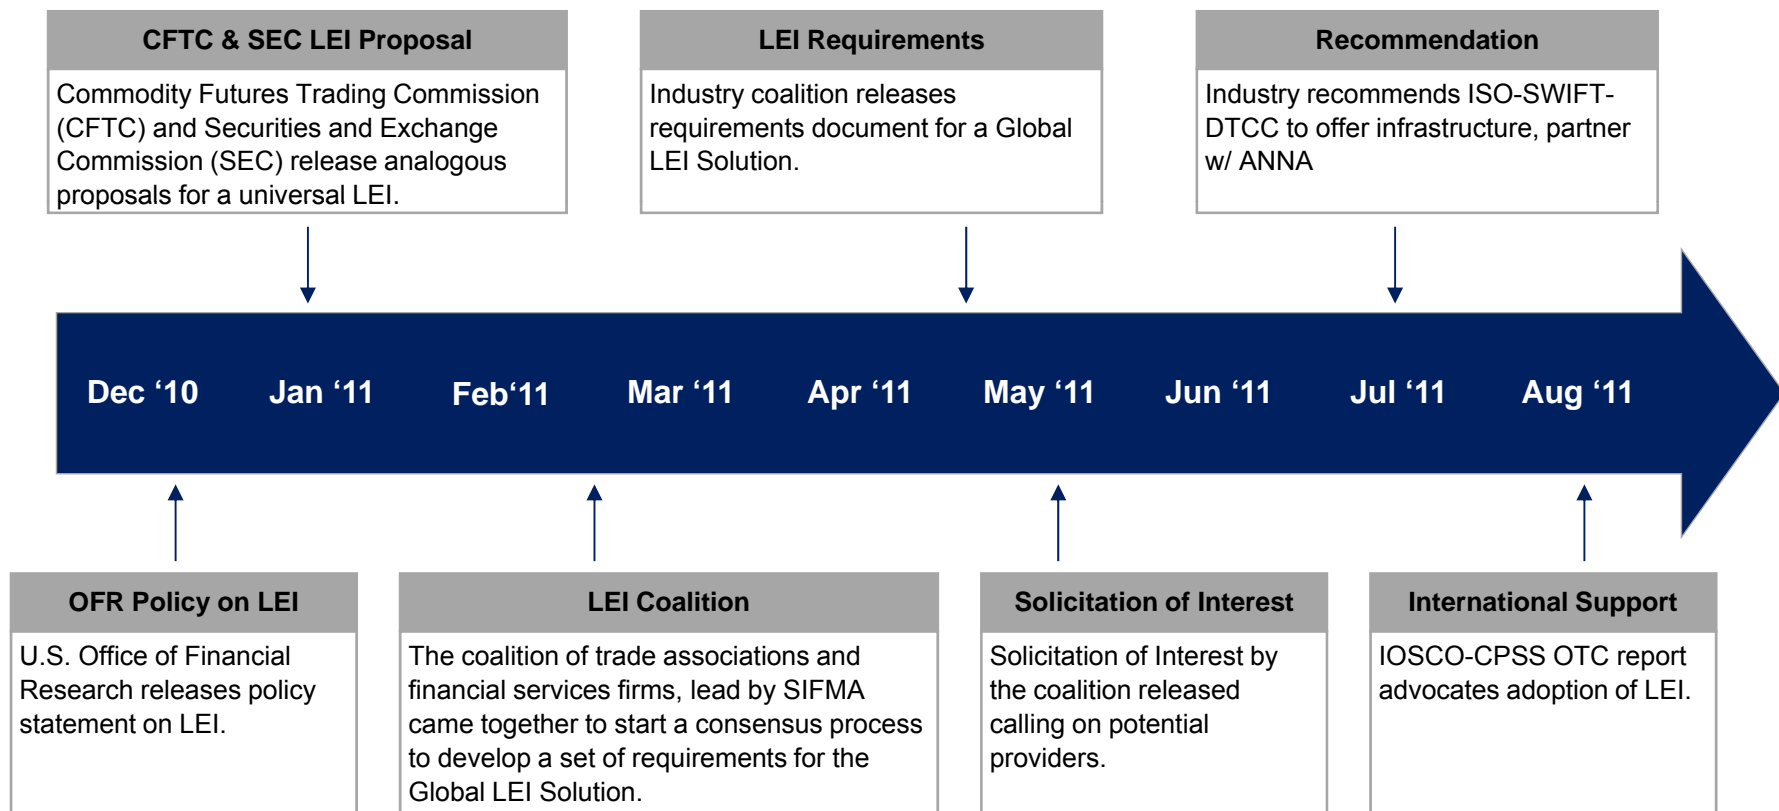 CFTC & SEC LEI Proposal
Commodity Futures Trading Commission
(CFTC) and Securities and Exchange
Commission (SEC) release analogous
proposals for a universal LEI.
LEI Requirements
Industry coalition releases
requirements document for a Global
LEI Solution.
Recommendation
Industry recommends ISO-SWIFT-
DTCC to offer infrastructure, partner
w/ ANNA
Dec ‘10
Jan ‘11
Feb‘11
Mar ‘11
Apr ‘11
May ‘11
Jun ‘11
Jul ‘11
Aug ‘11
OFR Policy on LEI
U.S. Office of Financial
Research releases policy
statement on LEI.
LEI Coalition
The coalition of trade associations and
financial services firms, lead by SIFMA
came together to start a consensus process
to develop a set of requirements for the
Global LEI Solution.
Solicitation of Interest
Solicitation of Interest by
the coalition released
calling on potential
providers.
International Support
IOSCO-CPSS OTC report
advocates adoption of LEI.